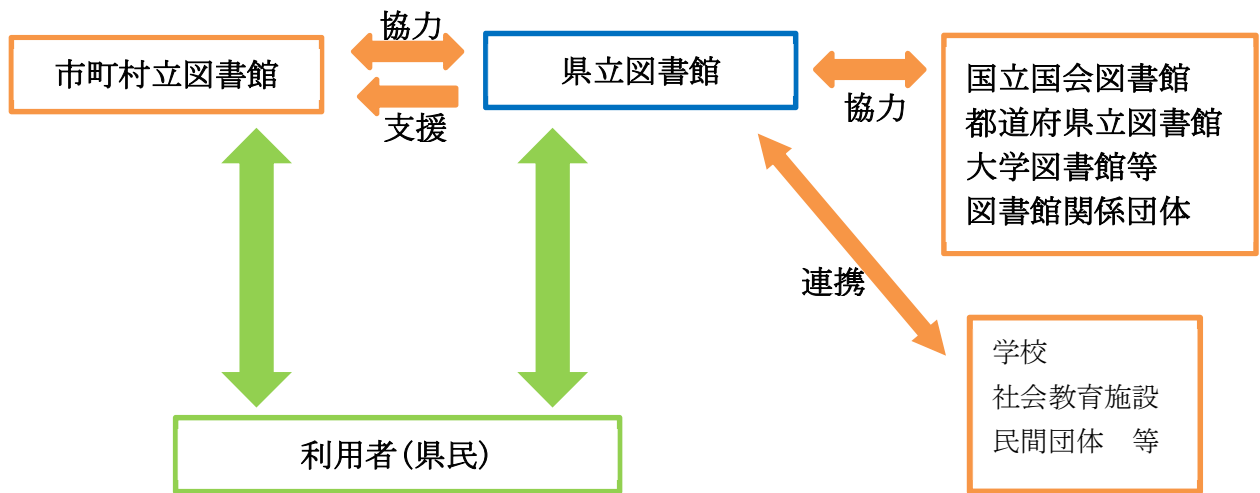 協力
市町村立図書館
県立図書館
支援
協力
国立国会図書館
都道府県立図書館
大学図書館等
図書館関係団体
連携
学校
社会教育施設
民間団体　等
利用者(県民)